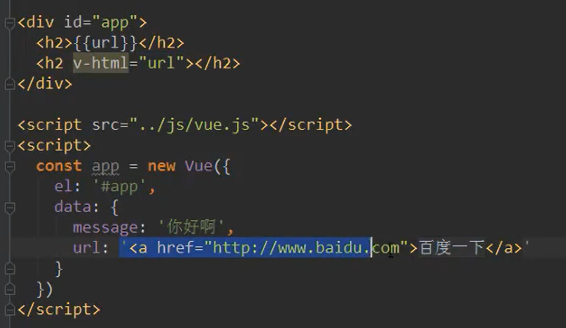 <div id="app">
<h2>{{url}}</h2>
<h2 v-html="url"></h2>
</div>
<script src="../js/vue.js"></script>
<script>
const app = new Vue({
el: '#app',
data: {
message: '你好啊',
url: '<a href="http://www.baidu.com">百度一下</a>'
}
})
</script>